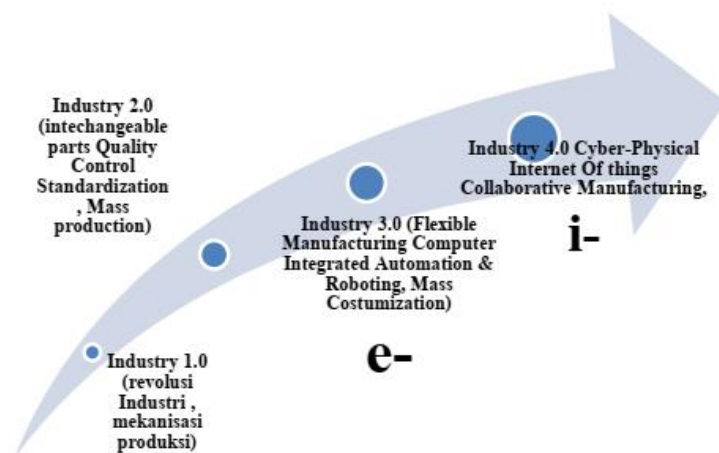 Industry 2.0
(intechangeable
parts Quality
Control
Standardization
, Mass
production)
Industry 4.0 Cyber-Physical
Internet Of things
Collaborative Manufacturing,
i-
Industry 3.0 (Flexible
Manufacturing Computer
Integrated Automation &
Roboting, Mass
Costumization)
e-
Industry 1.0
(revolusi
Industri ,
mekanisasi
produksi)